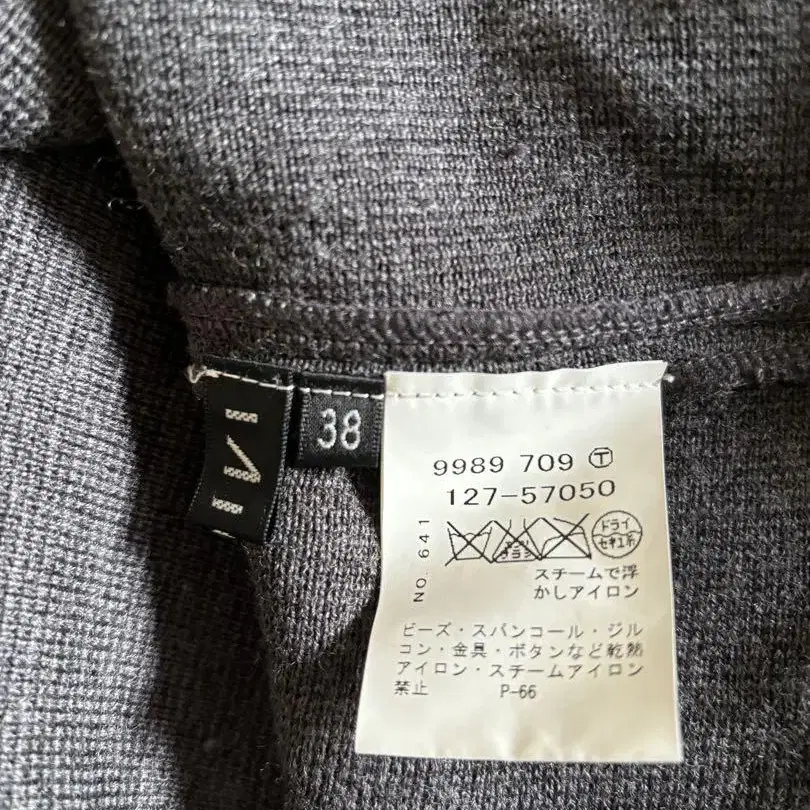 38
9989 709 Ⓣ
127-57050
NO. 641
ドライ
セキユ系
スチームで浮
かしアイロン
ビーズ・スパンコール・ジル
コン・金具・ボタンなど乾熱
アイロン・スチームアイロン
禁止 P-66